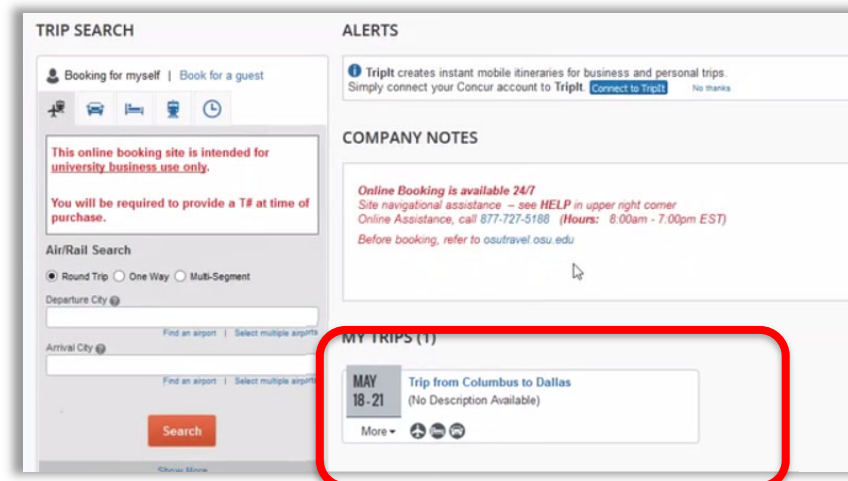 TRIP SEARCH
Booking for myself | Book for a guest
This online booking site is intended for
university business use only.
You will be required to provide a T# at time of
purchase.
Air/Rail Search
Round Trip One Way Multi-Segment
Departure City
Find an airport | Select multiple airports
Arrival City
Find an airport | Select multiple airports
Search
Show More
ALERTS
TripIt creates instant mobile itineraries for business and personal trips.
Simply connect your Concur account to TripIt. Connect to TripIt No thanks
COMPANY NOTES
Online Booking is available 24/7
Site navigational assistance – see HELP in upper right corner
Online Assistance, call 877-727-5188 (Hours: 8:00am - 7:00pm EST)
Before booking, refer to osutravel.osu.edu
MY TRIPS (1)
MAY
18-21
Trip from Columbus to Dallas
(No Description Available)
More